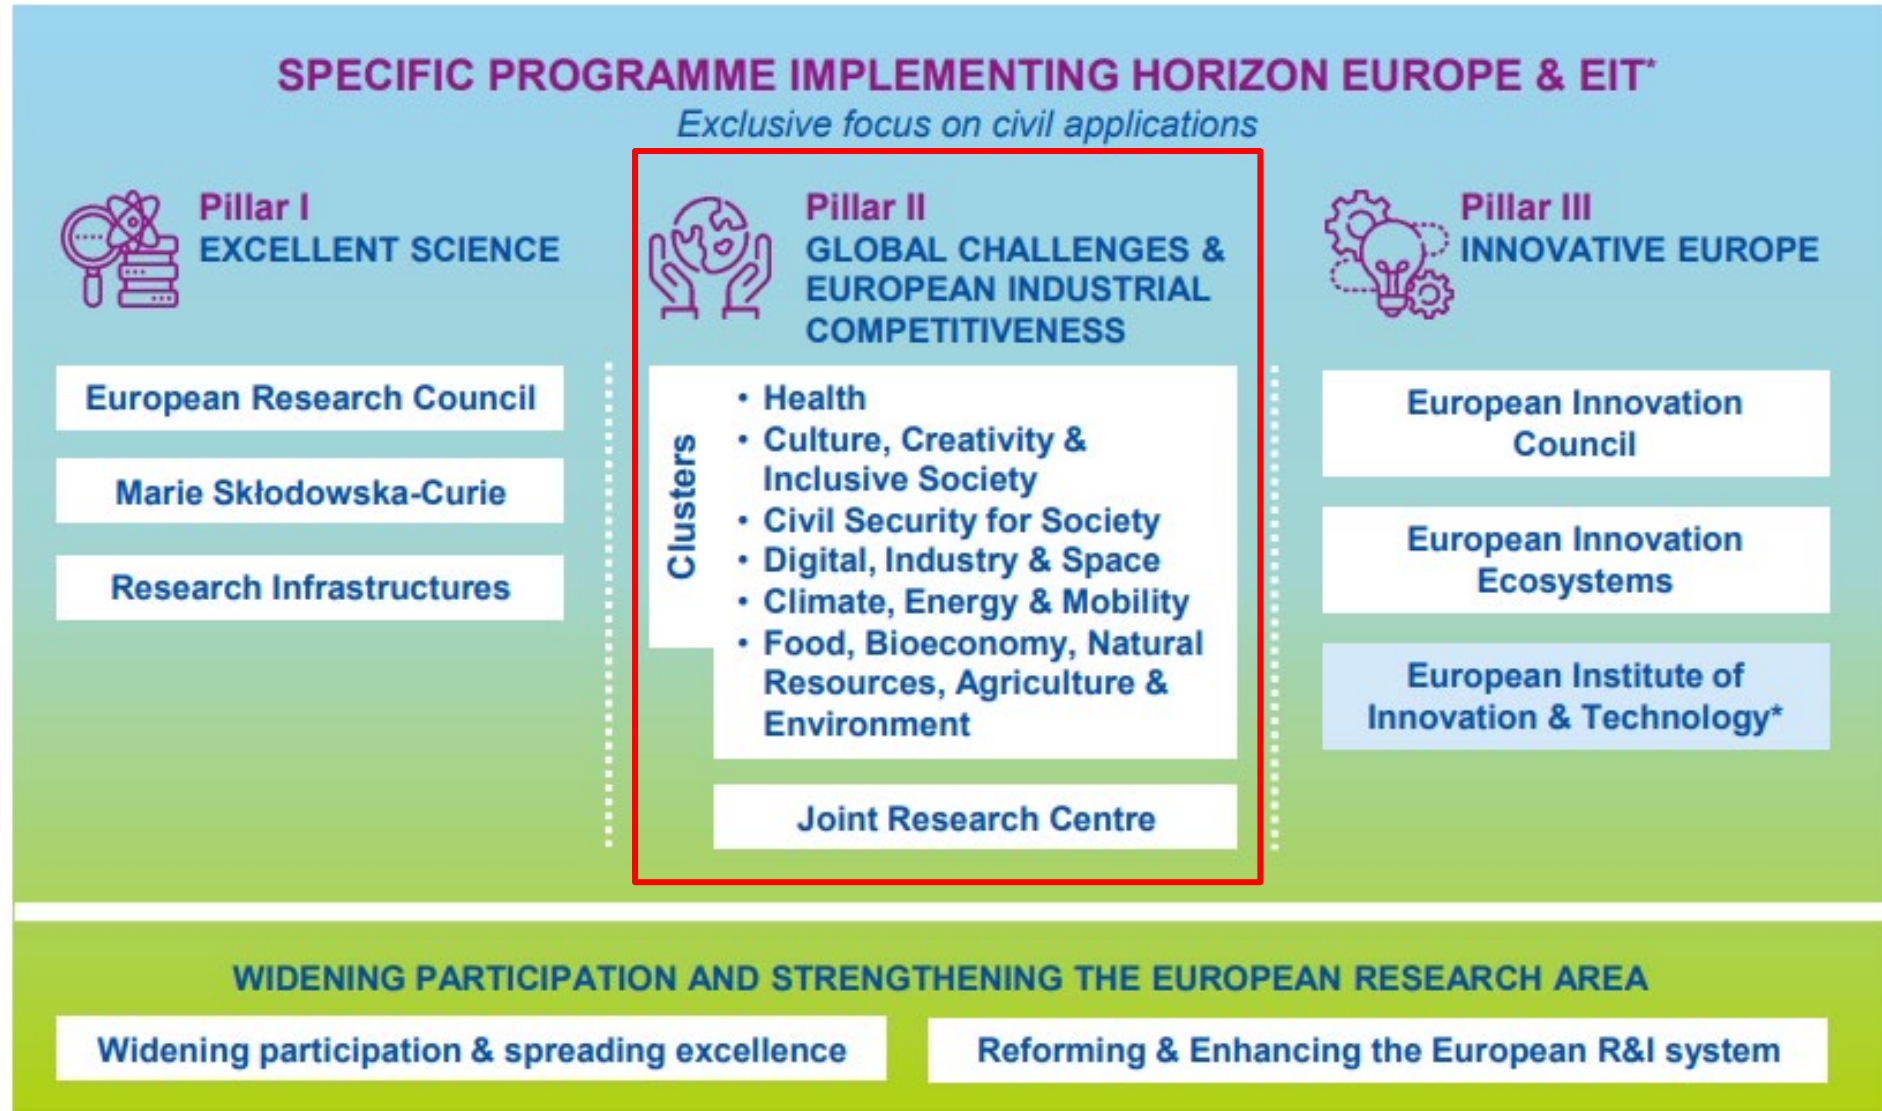 SPECIFIC PROGRAMME IMPLEMENTING HORIZON EUROPE & EIT*
Exclusive focus on civil applications
Pillar I
EXCELLENT SCIENCE
European Research Council
Marie Skłodowska-Curie
Research Infrastructures
Pillar II
GLOBAL CHALLENGES &
EUROPEAN INDUSTRIAL
COMPETITIVENESS
Clusters
• Health
• Culture, Creativity &
Inclusive Society
• Civil Security for Society
• Digital, Industry & Space
• Climate, Energy & Mobility
• Food, Bioeconomy, Natural
Resources, Agriculture &
Environment
Joint Research Centre
Pillar III
INNOVATIVE EUROPE
European Innovation
Council
European Innovation
Ecosystems
European Institute of
Innovation & Technology*
WIDENING PARTICIPATION AND STRENGTHENING THE EUROPEAN RESEARCH AREA
Widening participation & spreading excellence
Reforming & Enhancing the European R&I system